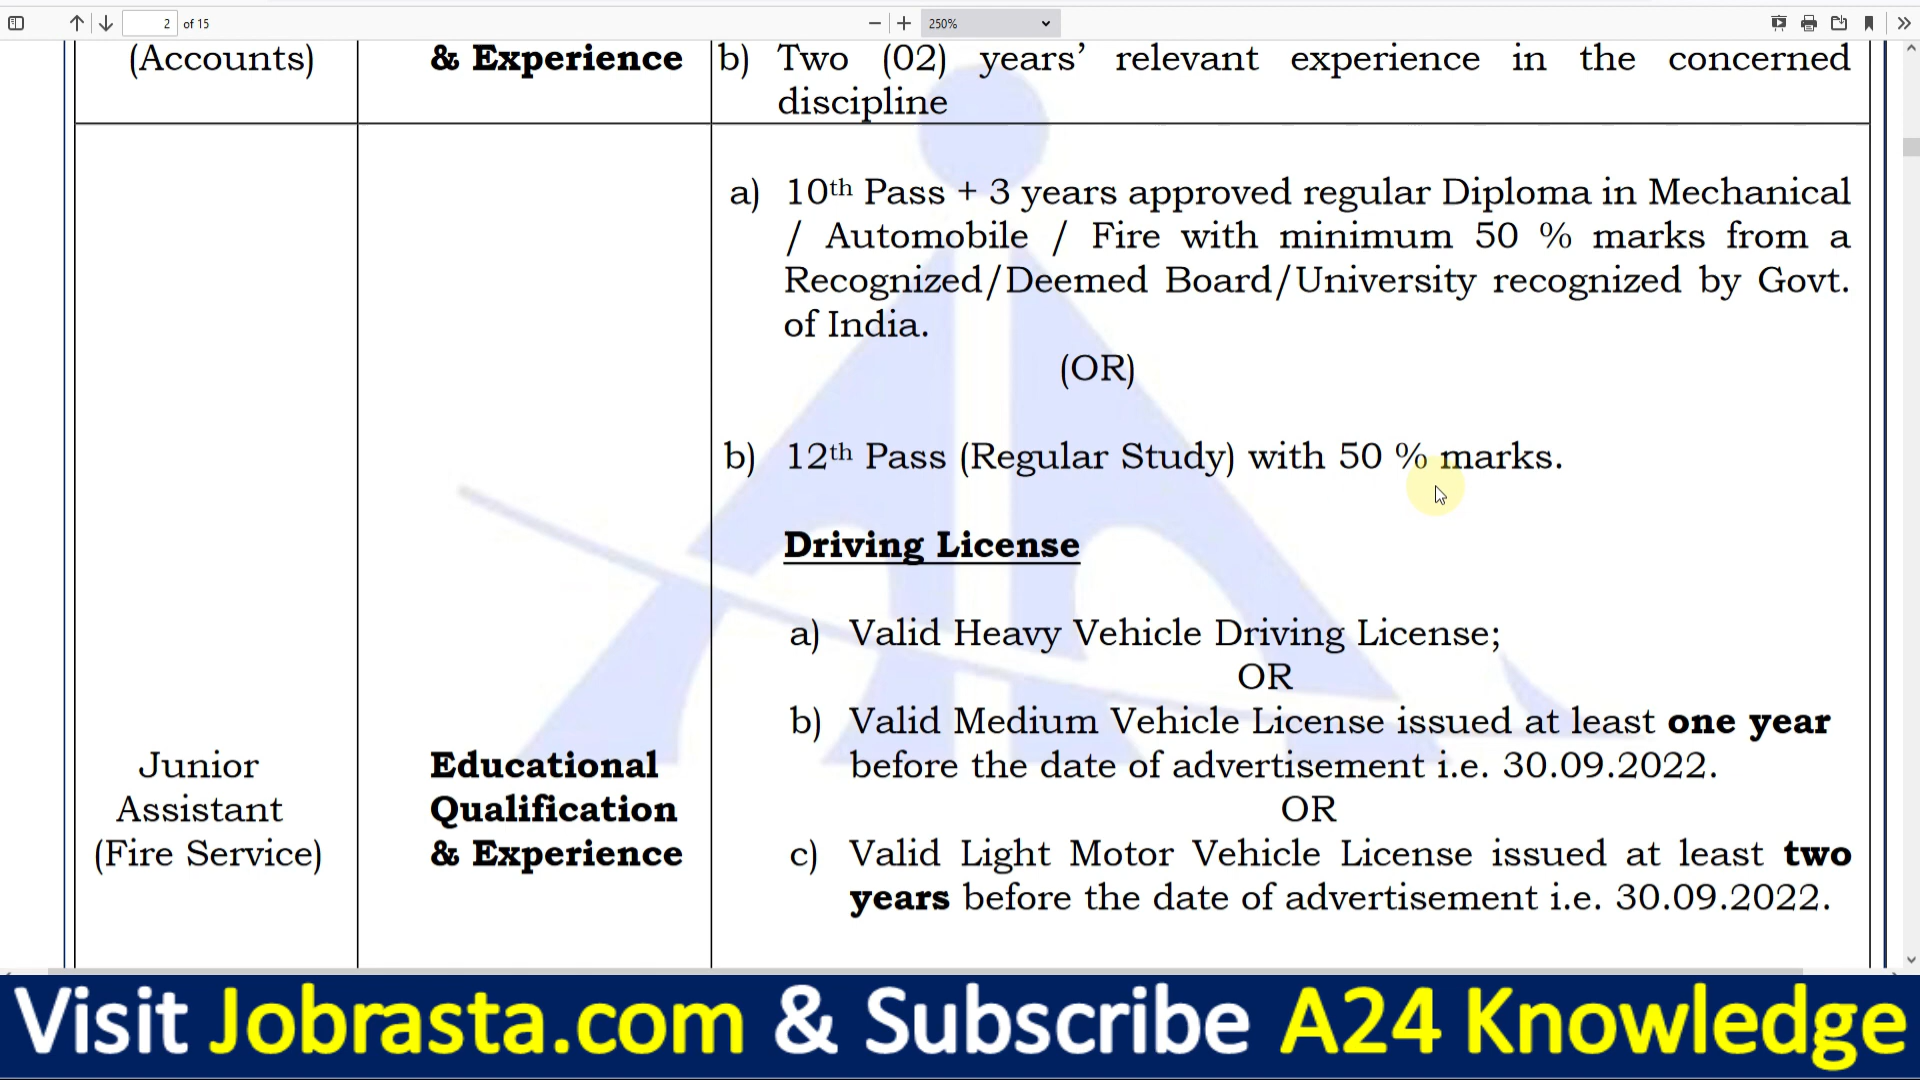 2 of 15
250%
(Accounts)
& Experience
b) Two (02) years’ relevant experience in the concerned
discipline
a) 10th Pass + 3 years approved regular Diploma in Mechanical
/ Automobile / Fire with minimum 50 % marks from a
Recognized/Deemed Board/University recognized by Govt.
of India.
(OR)
b) 12th Pass (Regular Study) with 50 % marks.
Driving License
a) Valid Heavy Vehicle Driving License;
OR
b) Valid Medium Vehicle License issued at least one year
before the date of advertisement i.e. 30.09.2022.
OR
c) Valid Light Motor Vehicle License issued at least two
years before the date of advertisement i.e. 30.09.2022.
Junior
Assistant
(Fire Service)
Educational
Qualification
& Experience
Visit Jobrasta.com & Subscribe A24 Knowledge